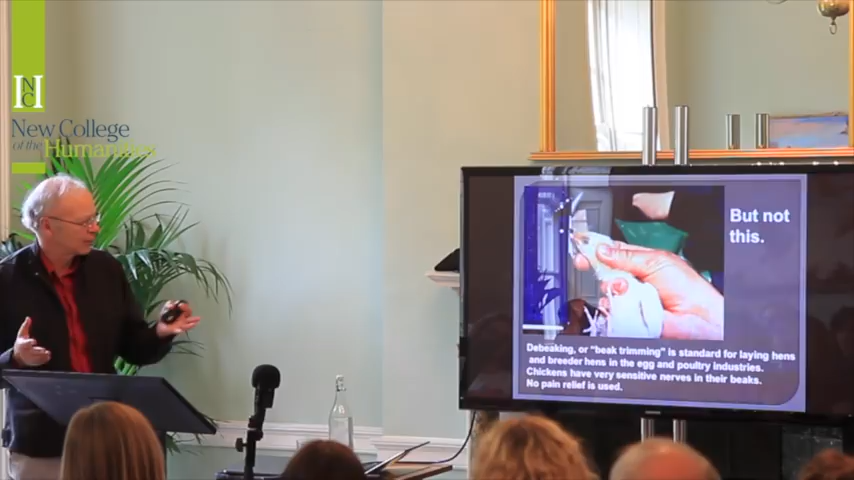 NCH
New College
of the Humanities
But not
this.
Debeaking, or "beak trimming" is standard for laying hens
and breeder hens in the egg and poultry industries.
Chickens have very sensitive nerves in their beaks.
No pain relief is used.
SAMSUNG